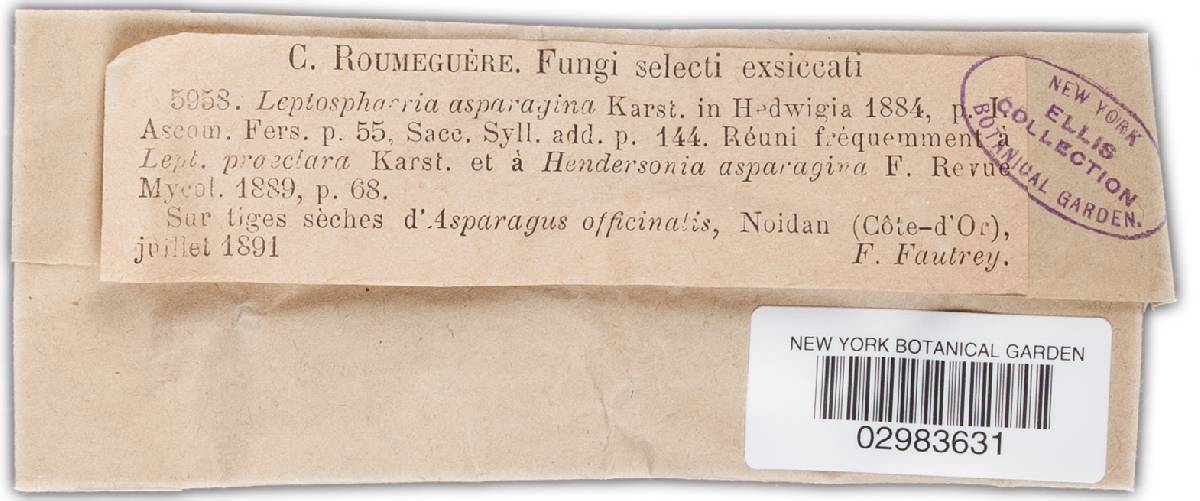 C. ROUMEGUÈRE. Fungi selecti exsiccati
5958. Leptosphaeria asparagina Karst. in Hedwigia 1884, p. I.
Ascom. Fers. p. 55, Sacc. Syll. add. p. 144. Réuni fréquemment à
Lept. praeclara Karst. et à Hendersonia asparagina F. Revue
Mycol. 1889, p. 68.
Sur tiges sèches d'Asparagus officinalis, Noidan (Côte-d'Or),
juillet 1891
F. Fautrey.
NEW YORK
ELLIS
COLLECTION
BOTANICAL GARDEN.
NEW YORK BOTANICAL GARDEN
02983631